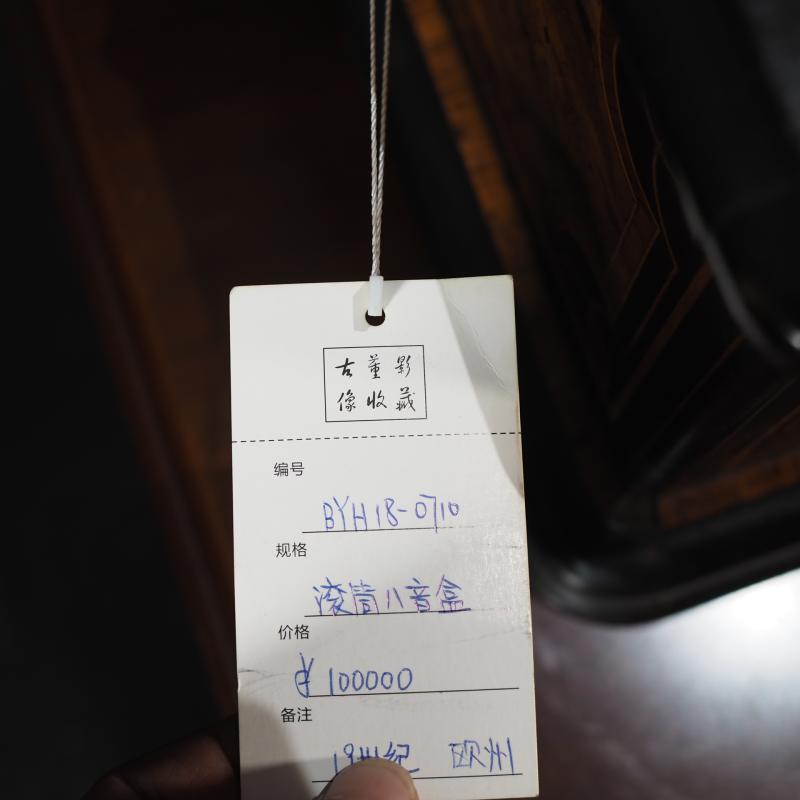 古董影
像收藏
编号
BYH18-0710
规格
滚筒八音盒
价格
¥100000
备注
19世纪 欧州